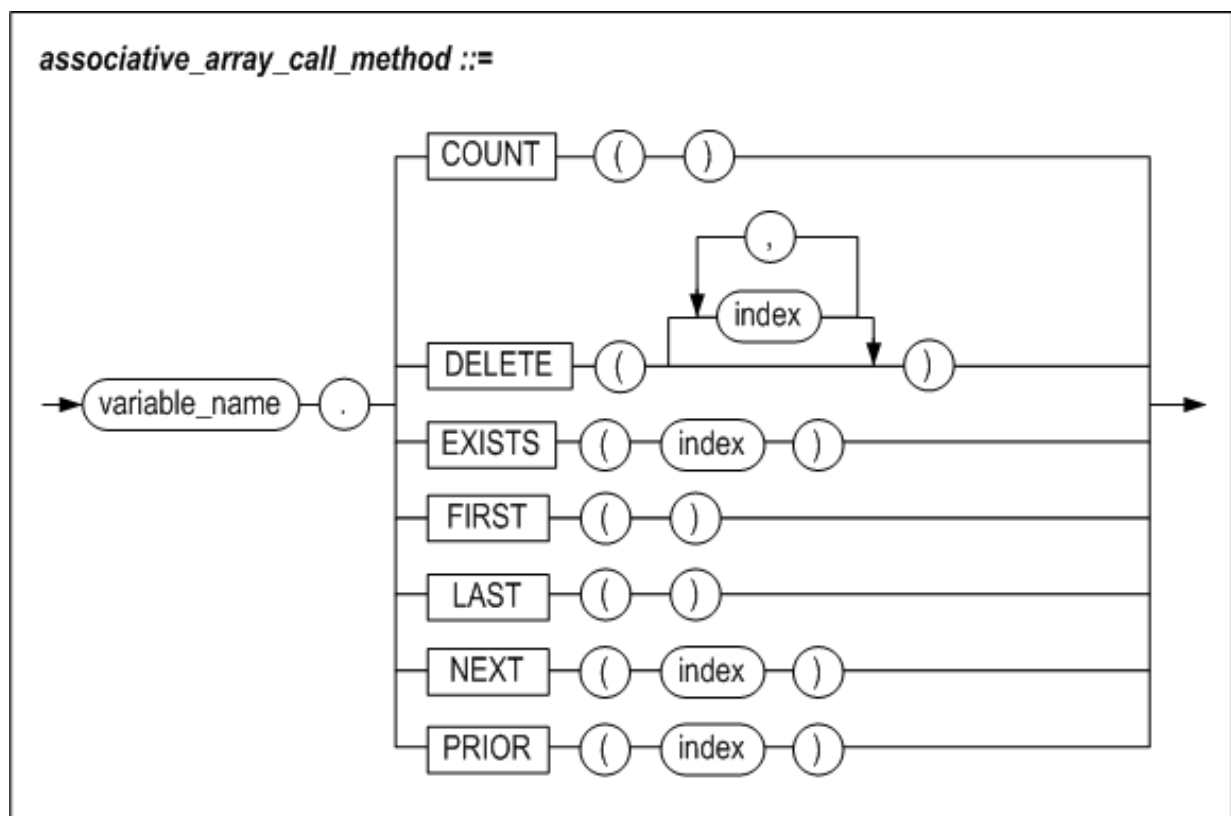 associative_array_call_method ::=
COUNT ( )
,
index
DELETE ( )
variable_name .
EXISTS ( index )
FIRST ( )
LAST ( )
NEXT ( index )
PRIOR ( index )